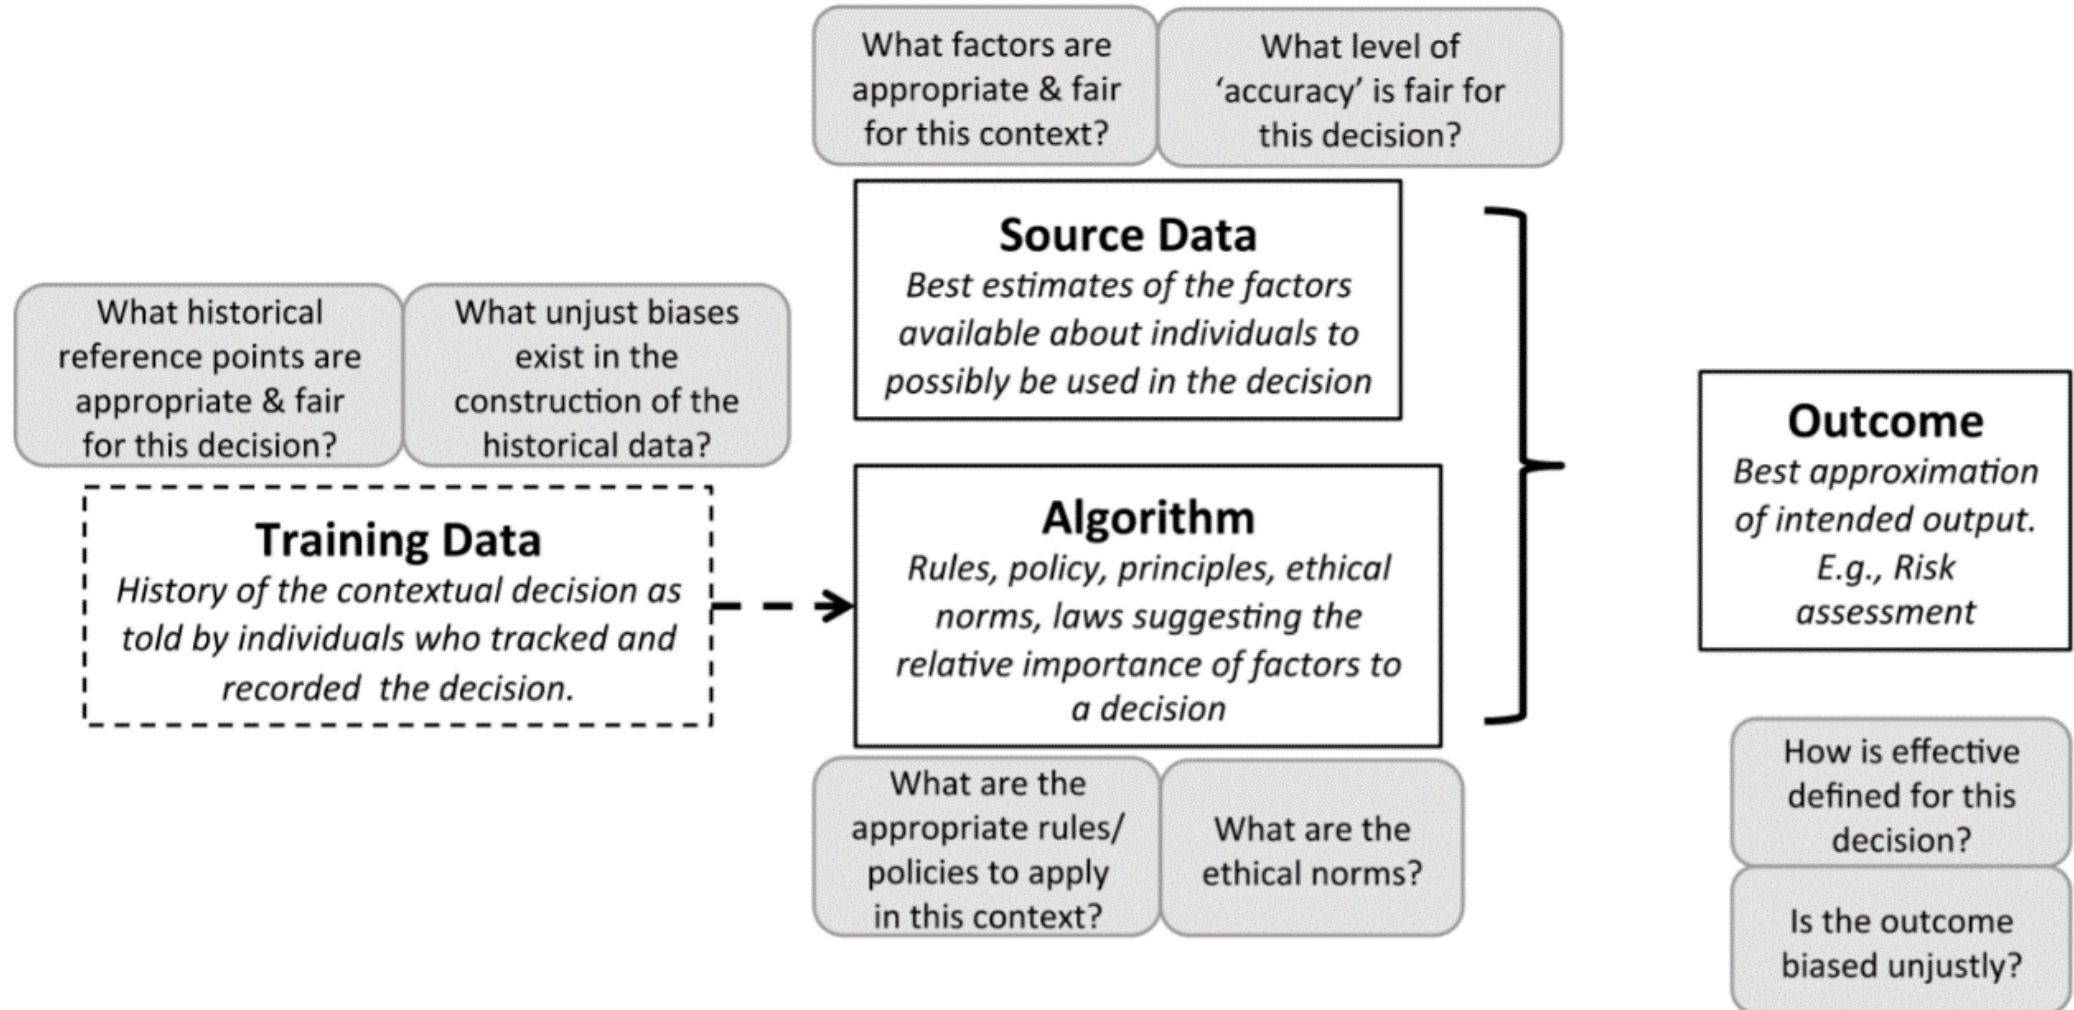 What factors are
appropriate & fair
for this context?
What level of
‘accuracy’ is fair for
this decision?
Source Data
Best estimates of the factors
available about individuals to
possibly be used in the decision
What historical
reference points are
appropriate & fair
for this decision?
What unjust biases
exist in the
construction of the
historical data?
Training Data
History of the contextual decision as
told by individuals who tracked and
recorded the decision.
Algorithm
Rules, policy, principles, ethical
norms, laws suggesting the
relative importance of factors to
a decision
What are the
appropriate rules/
policies to apply
in this context?
What are the
ethical norms?
Outcome
Best approximation
of intended output.
E.g., Risk
assessment
How is effective
defined for this
decision?
Is the outcome
biased unjustly?